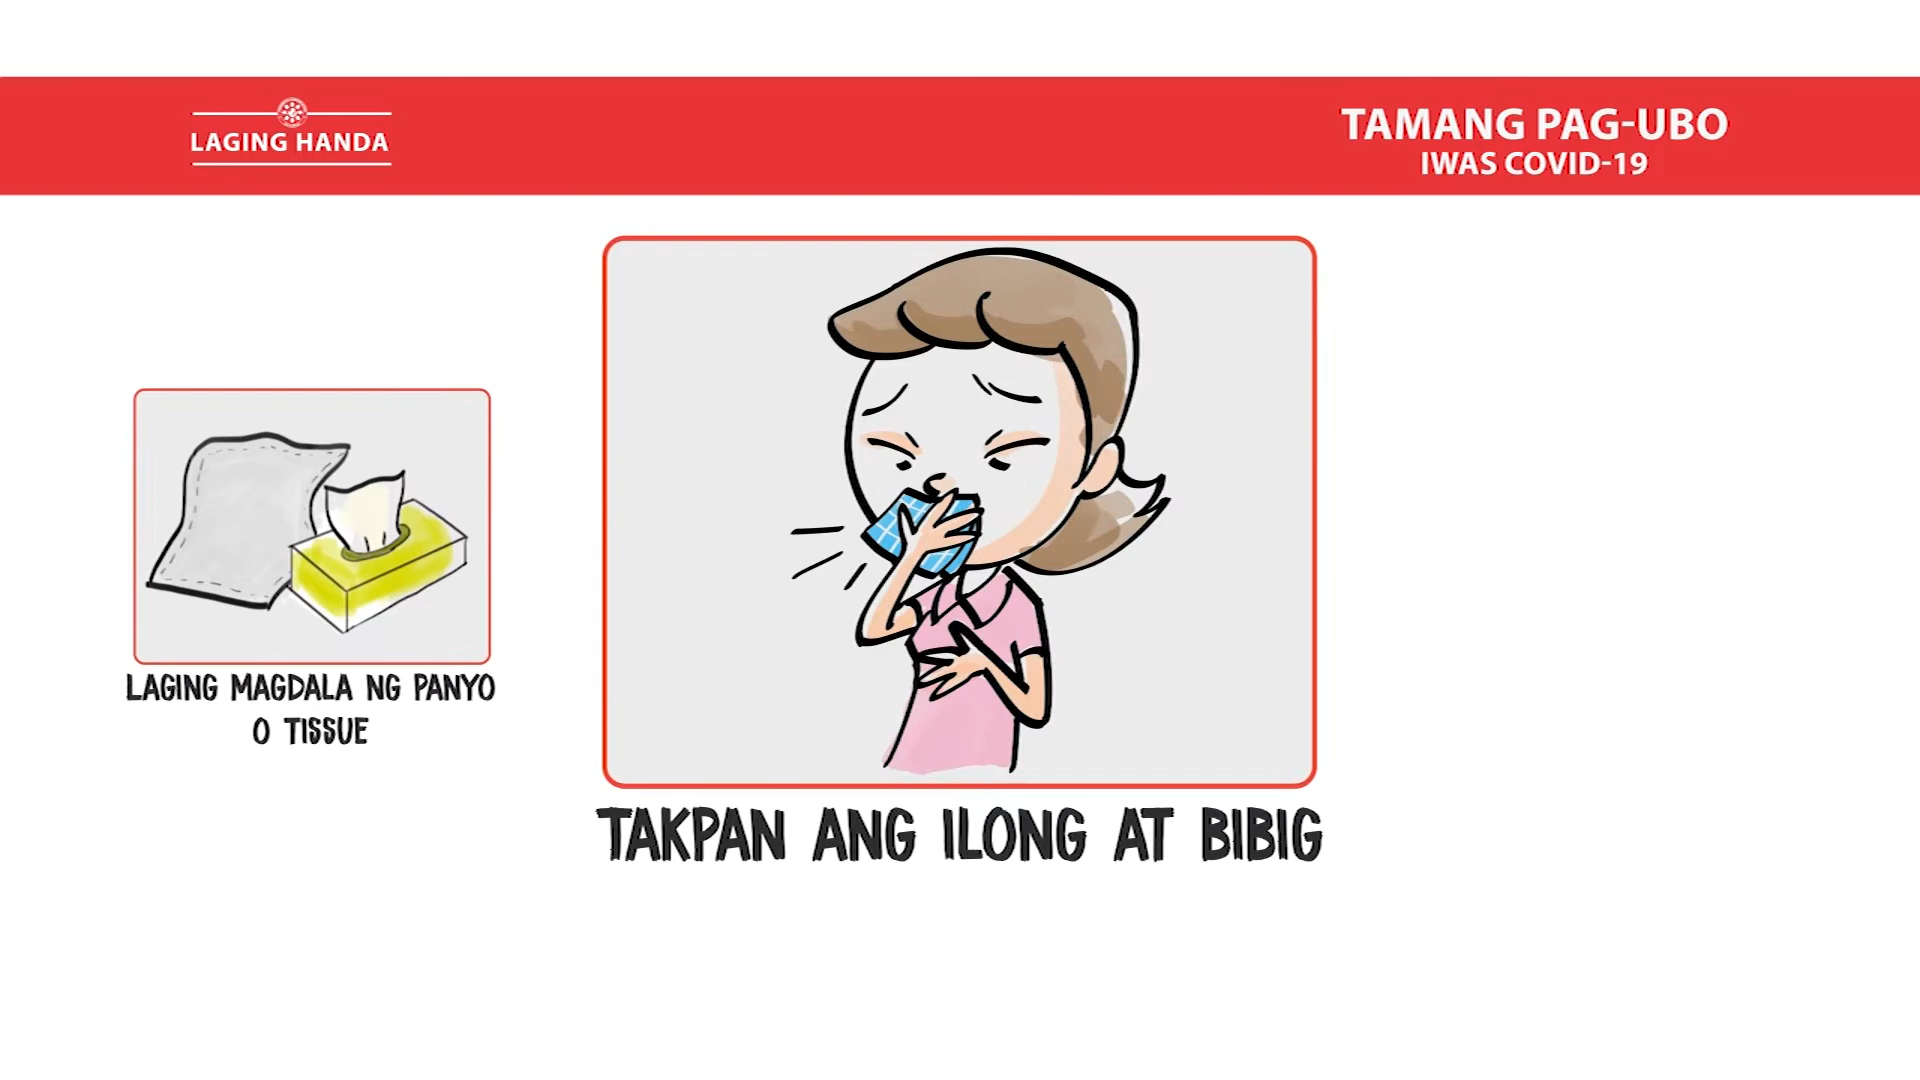 LAGING HANDA
TAMANG PAG-UBO
IWAS COVID-19
LAGING MAGDALA NG PANYO
O TISSUE
TAKPAN ANG ILONG AT BIBIG